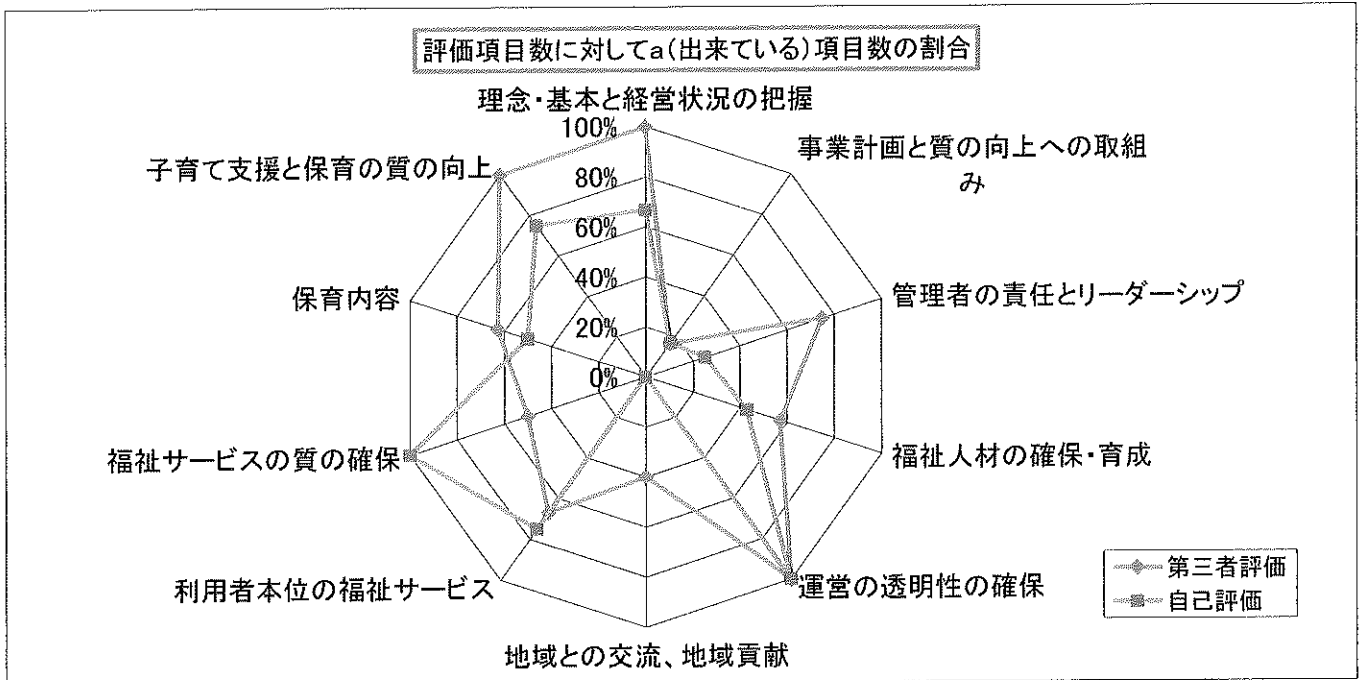 評価項目数に対してa(出来ている)項目数の割合
理念・基本と経営状況の把握
事業計画と質の向上への取組
み
管理者の責任とリーダーシップ
福祉人材の確保・育成
運営の透明性の確保
地域との交流、地域貢献
利用者本位の福祉サービス
福祉サービスの質の確保
保育内容
子育て支援と保育の質の向上
100%
80%
60%
40%
20%
0%
第三者評価
自己評価